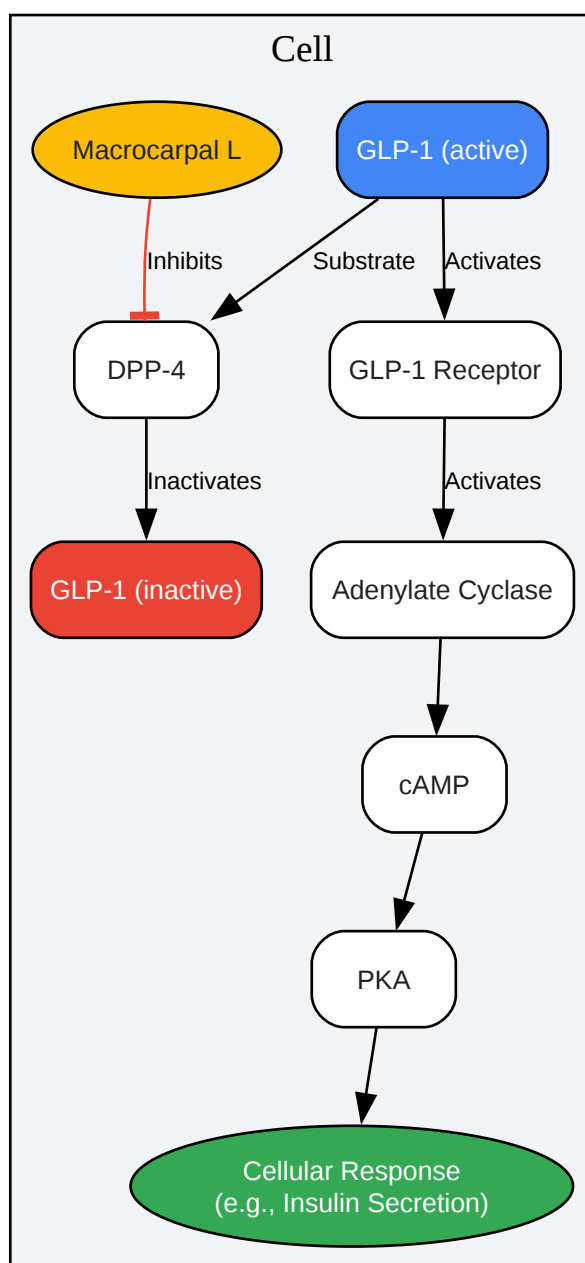 Cell
Macrocarpal L
GLP-1 (active)
Inhibits
Substrate
Activates
DPP-4
GLP-1 Receptor
Inactivates
Activates
GLP-1 (inactive)
Adenylate Cyclase
cAMP
PKA
Cellular Response
(e.g., Insulin Secretion)